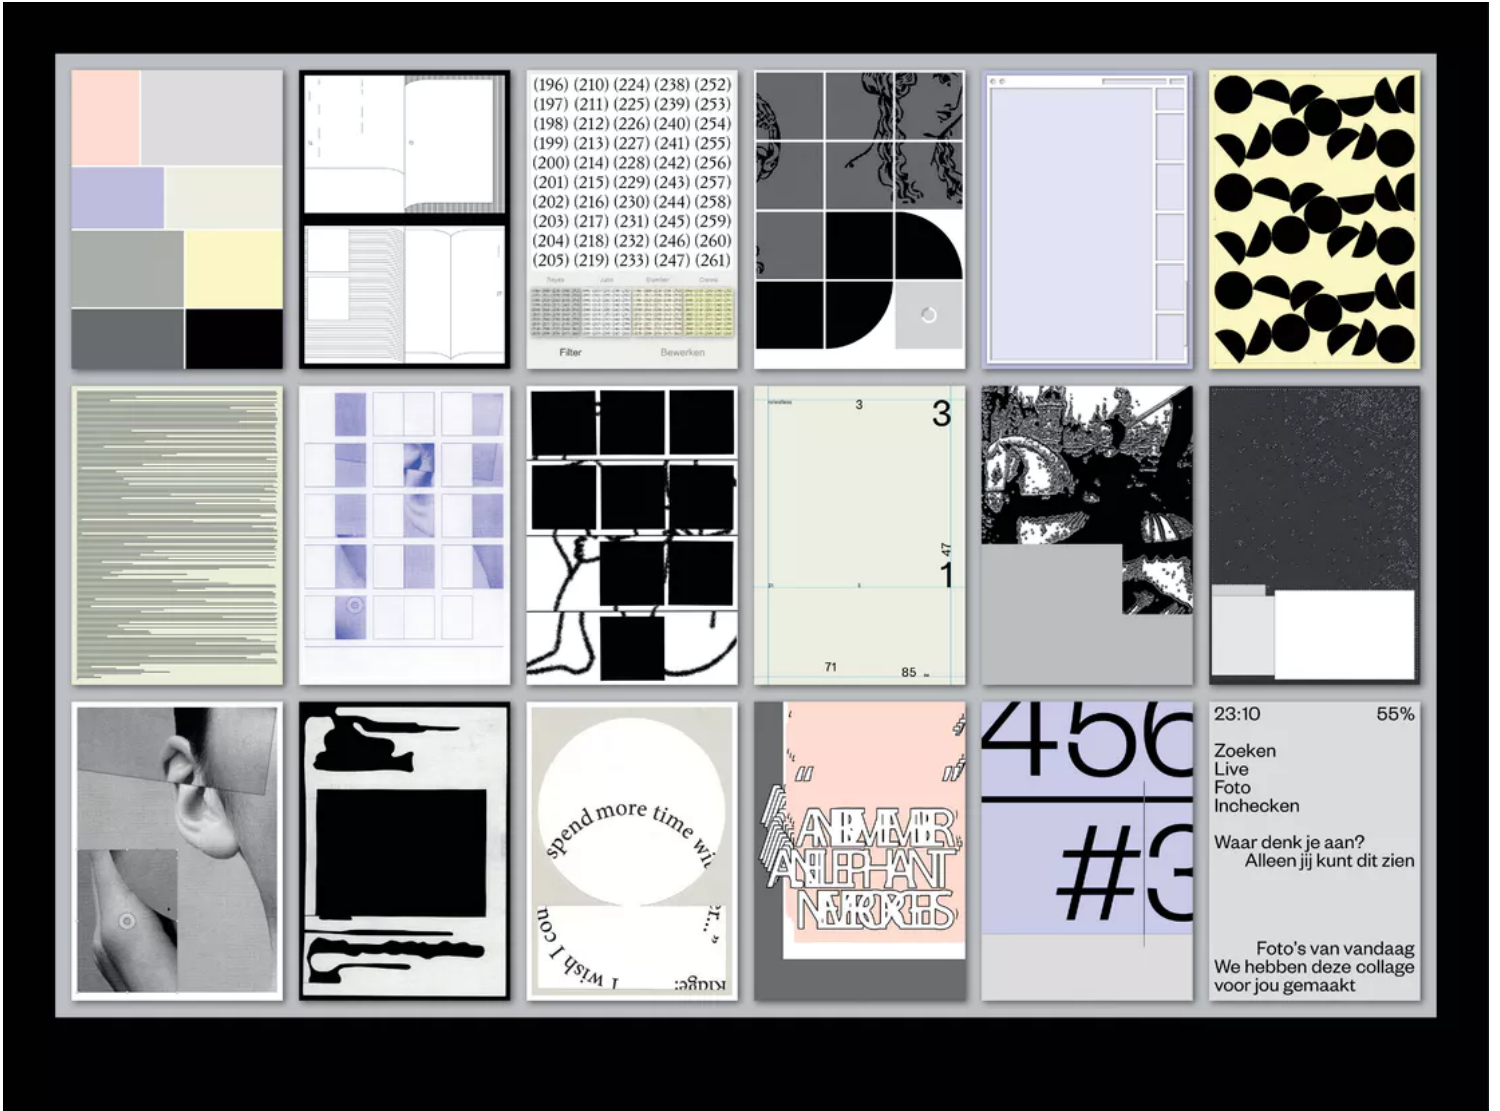 (196) (210) (224) (238) (252)
(197) (211) (225) (239) (253)
(198) (212) (226) (240) (254)
(199) (213) (227) (241) (255)
(200) (214) (228) (242) (256)
(201) (215) (229) (243) (257)
(202) (216) (230) (244) (258)
(203) (217) (231) (245) (259)
(204) (218) (232) (246) (260)
(205) (219) (233) (247) (261)
Filter
Bewerken
3
3
47
1
71
85
spend more time wi
I wish I cou
Ridge:
456
#3
23:10
55%
Zoeken
Live
Foto
Inchecken
Waar denk je aan?
Alleen jij kunt dit zien
Foto's van vandaag
We hebben deze collage
voor jou gemaakt